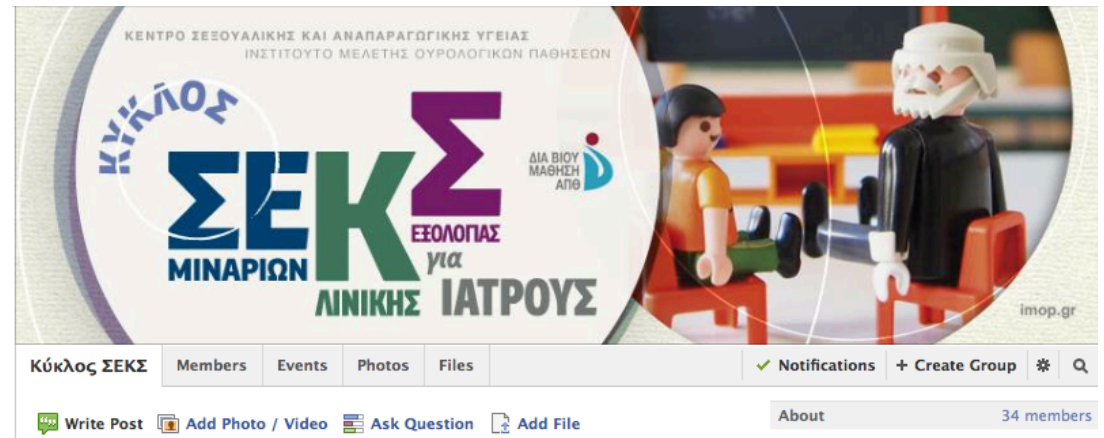 ΚΕΝΤΡΟ ΣΕΞΟΥΑΛΙΚΗΣ ΚΑΙ ΑΝΑΠΑΡΑΓΩΓΙΚΗΣ ΥΓΕΙΑΣ
ΙΝΣΤΙΤΟΥΤΟ ΜΕΛΕΤΗΣ ΟΥΡΟΛΟΓΙΚΩΝ ΠΑΘΗΣΕΩΝ
ΚΥΚΛΟΣ
ΣΕΚΣ
ΜΙΝΑΡΙΩΝ
ΛΙΝΙΚΗΣ
ΕΞΟΛΟΓΙΑΣ
για
ΙΑΤΡΟΥΣ
ΔΙΑ ΒΙΟΥ
ΜΑΘΗΣΗ
ΑΠΘ
imop.gr
Κύκλος ΣΕΚΣ Members Events Photos Files Notifications + Create Group
Write Post Add Photo / Video Ask Question Add File
About 34 members